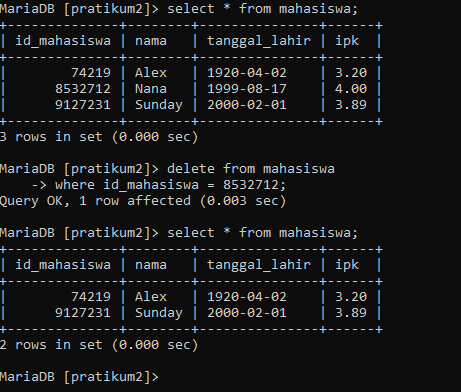 MariaDB [pratikum2]> select * from mahasiswa;
+--------------+--------+---------------+------+
| id_mahasiswa | nama   | tanggal_lahir | ipk  |
+--------------+--------+---------------+------+
|        74219 | Alex   | 1920-04-02    | 3.20 |
|      8532712 | Nana   | 1999-08-17    | 4.00 |
|      9127231 | Sunday | 2000-02-01    | 3.89 |
+--------------+--------+---------------+------+
3 rows in set (0.000 sec)
MariaDB [pratikum2]> delete from mahasiswa
    -> where id_mahasiswa = 8532712;
Query OK, 1 row affected (0.003 sec)
MariaDB [pratikum2]> select * from mahasiswa;
+--------------+--------+---------------+------+
| id_mahasiswa | nama   | tanggal_lahir | ipk  |
+--------------+--------+---------------+------+
|        74219 | Alex   | 1920-04-02    | 3.20 |
|      9127231 | Sunday | 2000-02-01    | 3.89 |
+--------------+--------+---------------+------+
2 rows in set (0.000 sec)
MariaDB [pratikum2]>